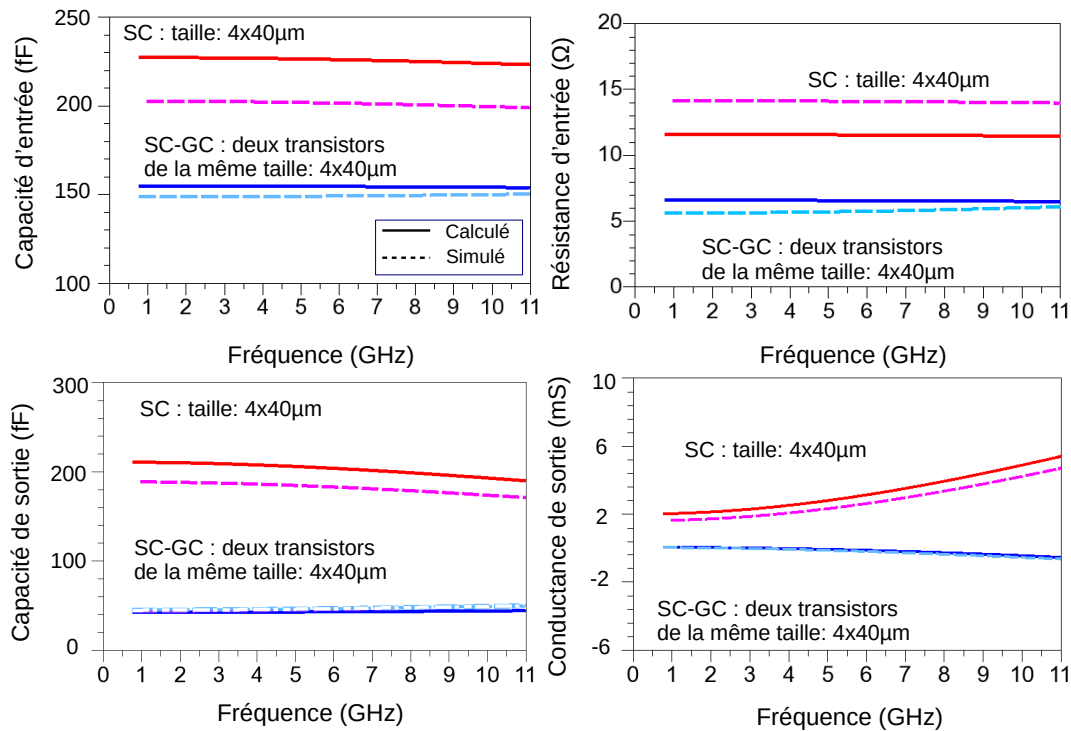 Capacité d'entrée (fF)
250
200
150
100
SC : taille: 4x40µm
SC-GC : deux transistors
de la même taille: 4x40µm
Calculé
Simulé
0 1 2 3 4 5 6 7 8 9 10 11
Fréquence (GHz)
Résistance d'entrée (Ω)
20
15
10
5
0
SC : taille: 4x40µm
SC-GC : deux transistors
de la même taille: 4x40µm
0 1 2 3 4 5 6 7 8 9 10 11
Fréquence (GHz)
Capacité de sortie (fF)
300
200
100
0
SC : taille: 4x40µm
SC-GC : deux transistors
de la même taille: 4x40µm
0 1 2 3 4 5 6 7 8 9 10 11
Fréquence (GHz)
Conductance de sortie (mS)
10
6
2
-2
-6
SC : taille: 4x40µm
SC-GC : deux transistors
de la même taille: 4x40µm
0 1 2 3 4 5 6 7 8 9 10 11
Fréquence (GHz)